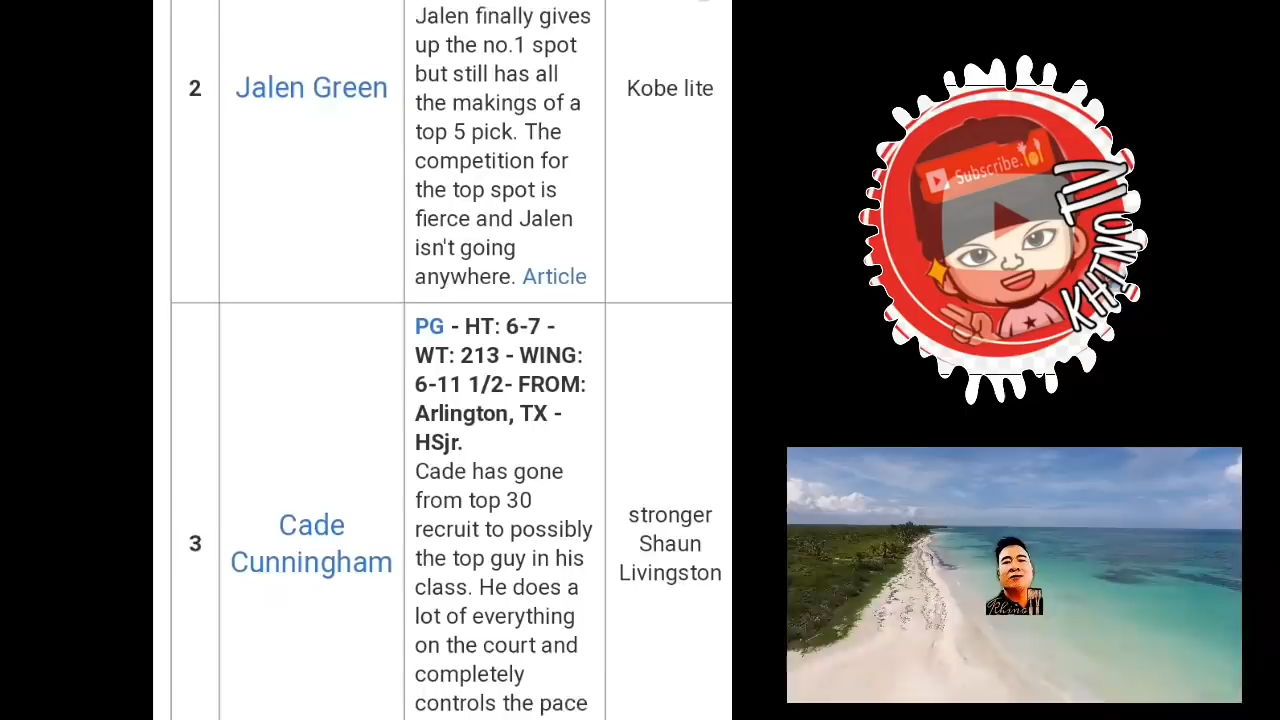 2
Jalen Green
Jalen finally gives
up the no.1 spot
but still has all
the makings of a
top 5 pick. The
competition for
the top spot is
fierce and Jalen
isn't going
anywhere. Article
Kobe lite
3
Cade
Cunningham
PG - HT: 6-7 -
WT: 213 - WING:
6-11 1/2- FROM:
Arlington, TX -
HSjr.
Cade has gone
from top 30
recruit to possibly
the top guy in his
class. He does a
lot of everything
on the court and
completely
controls the pace
stronger
Shaun
Livingston
Subscribe.
KHINO
Rhino